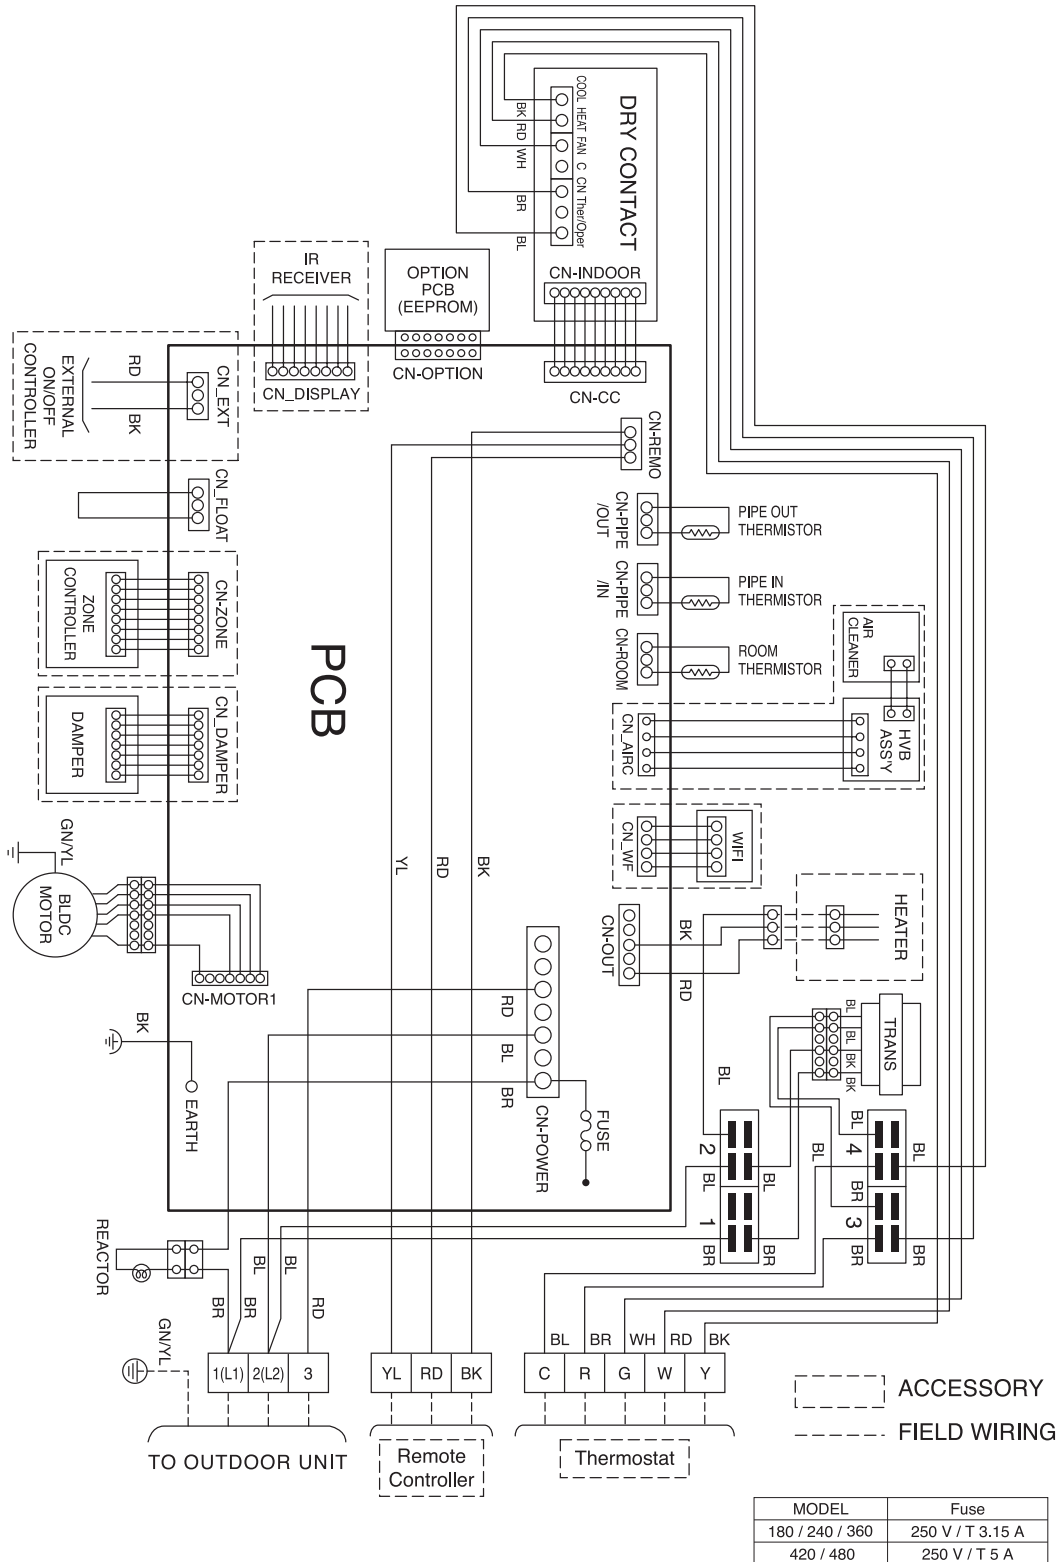 DRY CONTACT
COOL
HEAT
FAN
C
CN Ther/Oper
BK
RD
WH
BR
BL
CN-INDOOR
IR
RECEIVER
OPTION
PCB
(EEPROM)
CN-OPTION
CN_DISPLAY
CN-CC
EXTERNAL
ON/OFF
CONTROLLER
RD
BK
CN_EXT
CN-REMO
CN_FLOAT
CN-PIPE
/OUT
PIPE OUT
THERMISTOR
CN-PIPE
/IN
PIPE IN
THERMISTOR
CN-ROOM
ROOM
THERMISTOR
ZONE
CONTROLLER
CN-ZONE
PCB
AIR
CLEANER
HVB
ASS'Y
CN_AIRC
DAMPER
CN_DAMPER
WIFI
CN_WF
GN/YL
BLDC
MOTOR
CN-MOTOR1
YL
RD
BK
CN-OUT
BK
RD
HEATER
BK
EARTH
RD
BL
BR
CN-POWER
FUSE
TRANS
BL
BL
BK
BK
BL
2
BL
BL
1
BR
BR
BL
BL
4
BL
BR
3
BR
BR
REACTOR
BR
BR
BL
BL
RD
GN/YL
1(L1)
2(L2)
3
TO OUTDOOR UNIT
YL
RD
BK
Remote
Controller
BL
BR
WH
RD
BK
C
R
G
W
Y
Thermostat
ACCESSORY
FIELD WIRING
MODEL Fuse
180 / 240 / 360 250 V / T 3.15 A
420 / 480 250 V / T 5 A